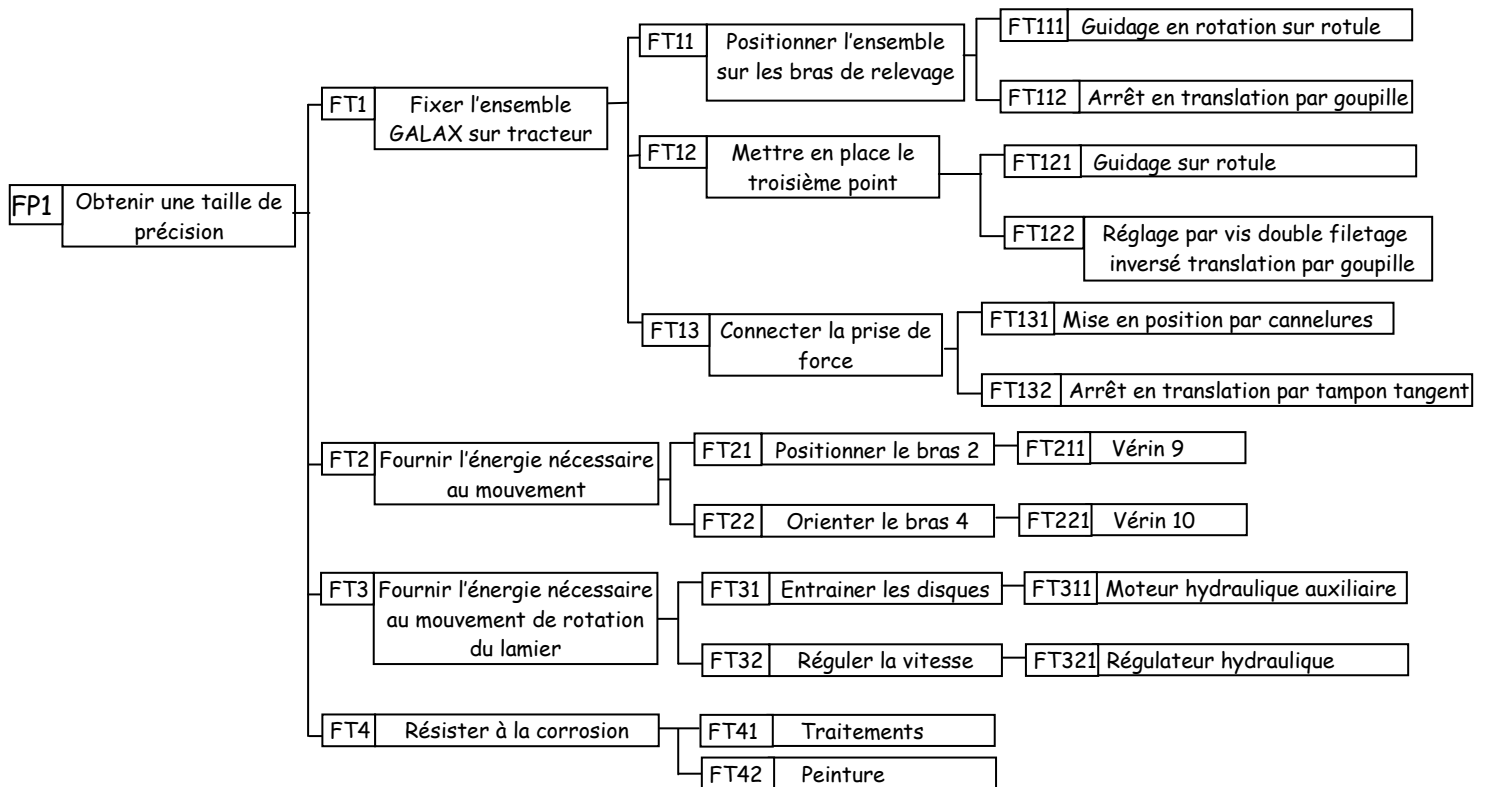 FP1 Obtenir une taille de
précision
FT1 Fixer l'ensemble
GALAX sur tracteur
FT11 Positionner l'ensemble
sur les bras de relevage
FT111 Guidage en rotation sur rotule
FT112 Arrêt en translation par goupille
FT12 Mettre en place le
troisième point
FT121 Guidage sur rotule
FT122 Réglage par vis double filetage
inversé translation par goupille
FT13 Connecter la prise de
force
FT131 Mise en position par cannelures
FT132 Arrêt en translation par tampon tangent
FT2 Fournir l'énergie nécessaire
au mouvement
FT21 Positionner le bras 2
FT211 Vérin 9
FT22 Orienter le bras 4
FT221 Vérin 10
FT3 Fournir l'énergie nécessaire
au mouvement de rotation
du lamier
FT31 Entrainer les disques
FT311 Moteur hydraulique auxiliaire
FT32 Réguler la vitesse
FT321 Régulateur hydraulique
FT4 Résister à la corrosion
FT41 Traitements
FT42 Peinture